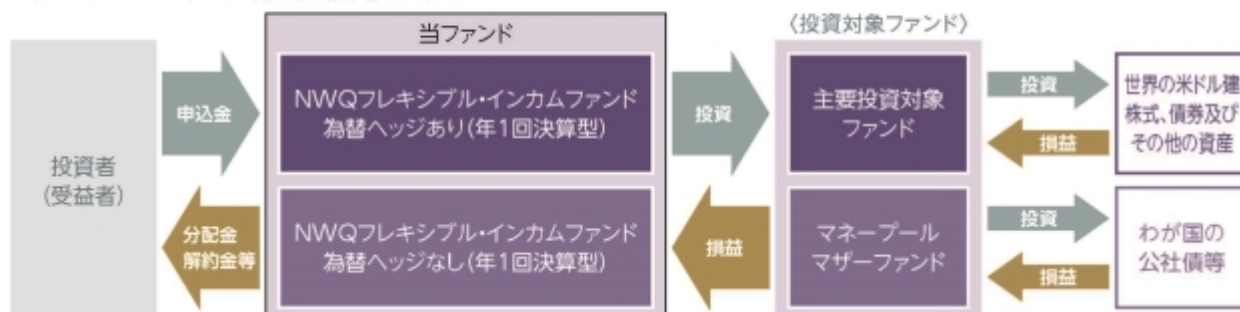 当ファンド
〈投資対象ファンド〉
投資者
(受益者)
申込金
分配金
解約金等
NWQフレキシブル・インカムファンド
為替ヘッジあり(年1回決算型)
NWQフレキシブル・インカムファンド
為替ヘッジなし(年1回決算型)
投資
損益
主要投資対象
ファンド
マネープール
マザーファンド
投資
損益
世界の米ドル建
株式、債券及び
その他の資産
投資
損益
わが国の
公社債等